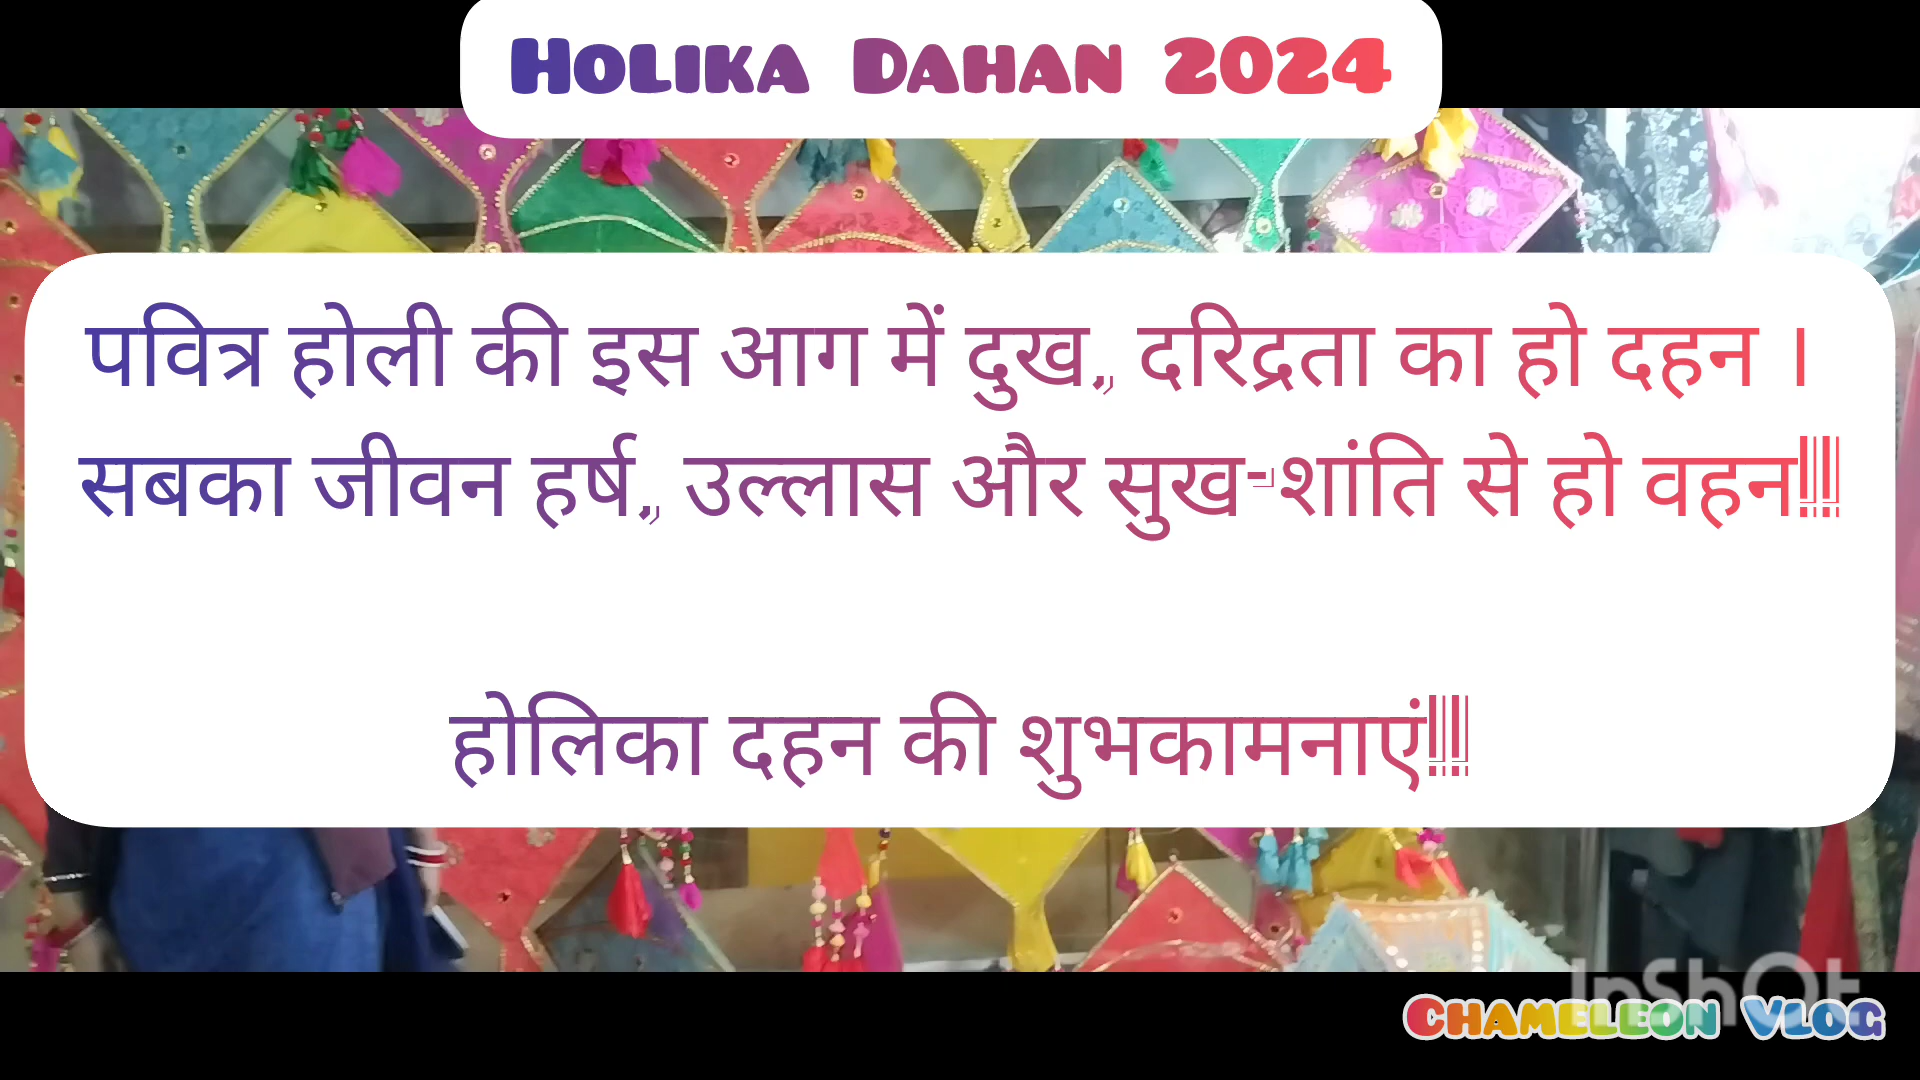 Holika Dahan 2024
पवित्र होली की इस आग में दुख,, दरिद्रता का हो दहन ।
सबका जीवन हर्ष,, उल्लास और सुख-शांति से हो वहन!!!
होलिका दहन की शुभकामनाएं!!!
InShOt
Chameleon Vlog